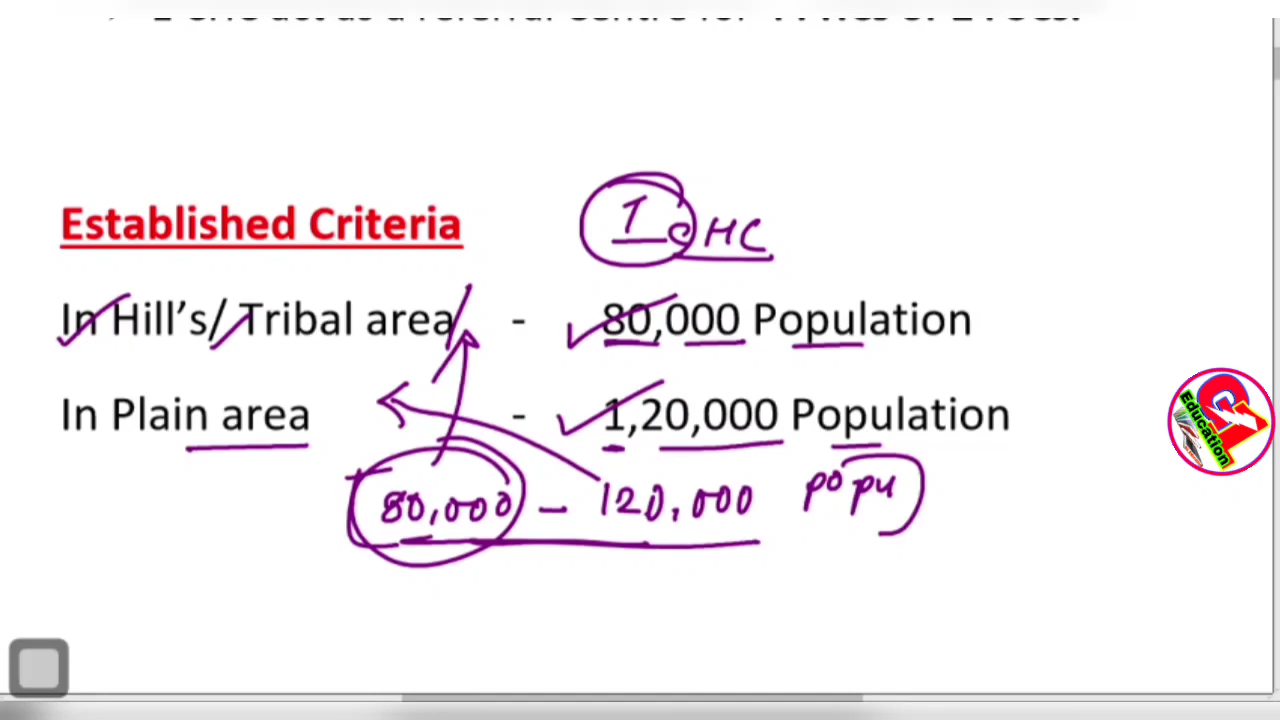 Established Criteria
1 CHC
In Hill's/ Tribal area - 80,000 Population
In Plain area - 1,20,000 Population
80,000 - 120,000 popu
Education